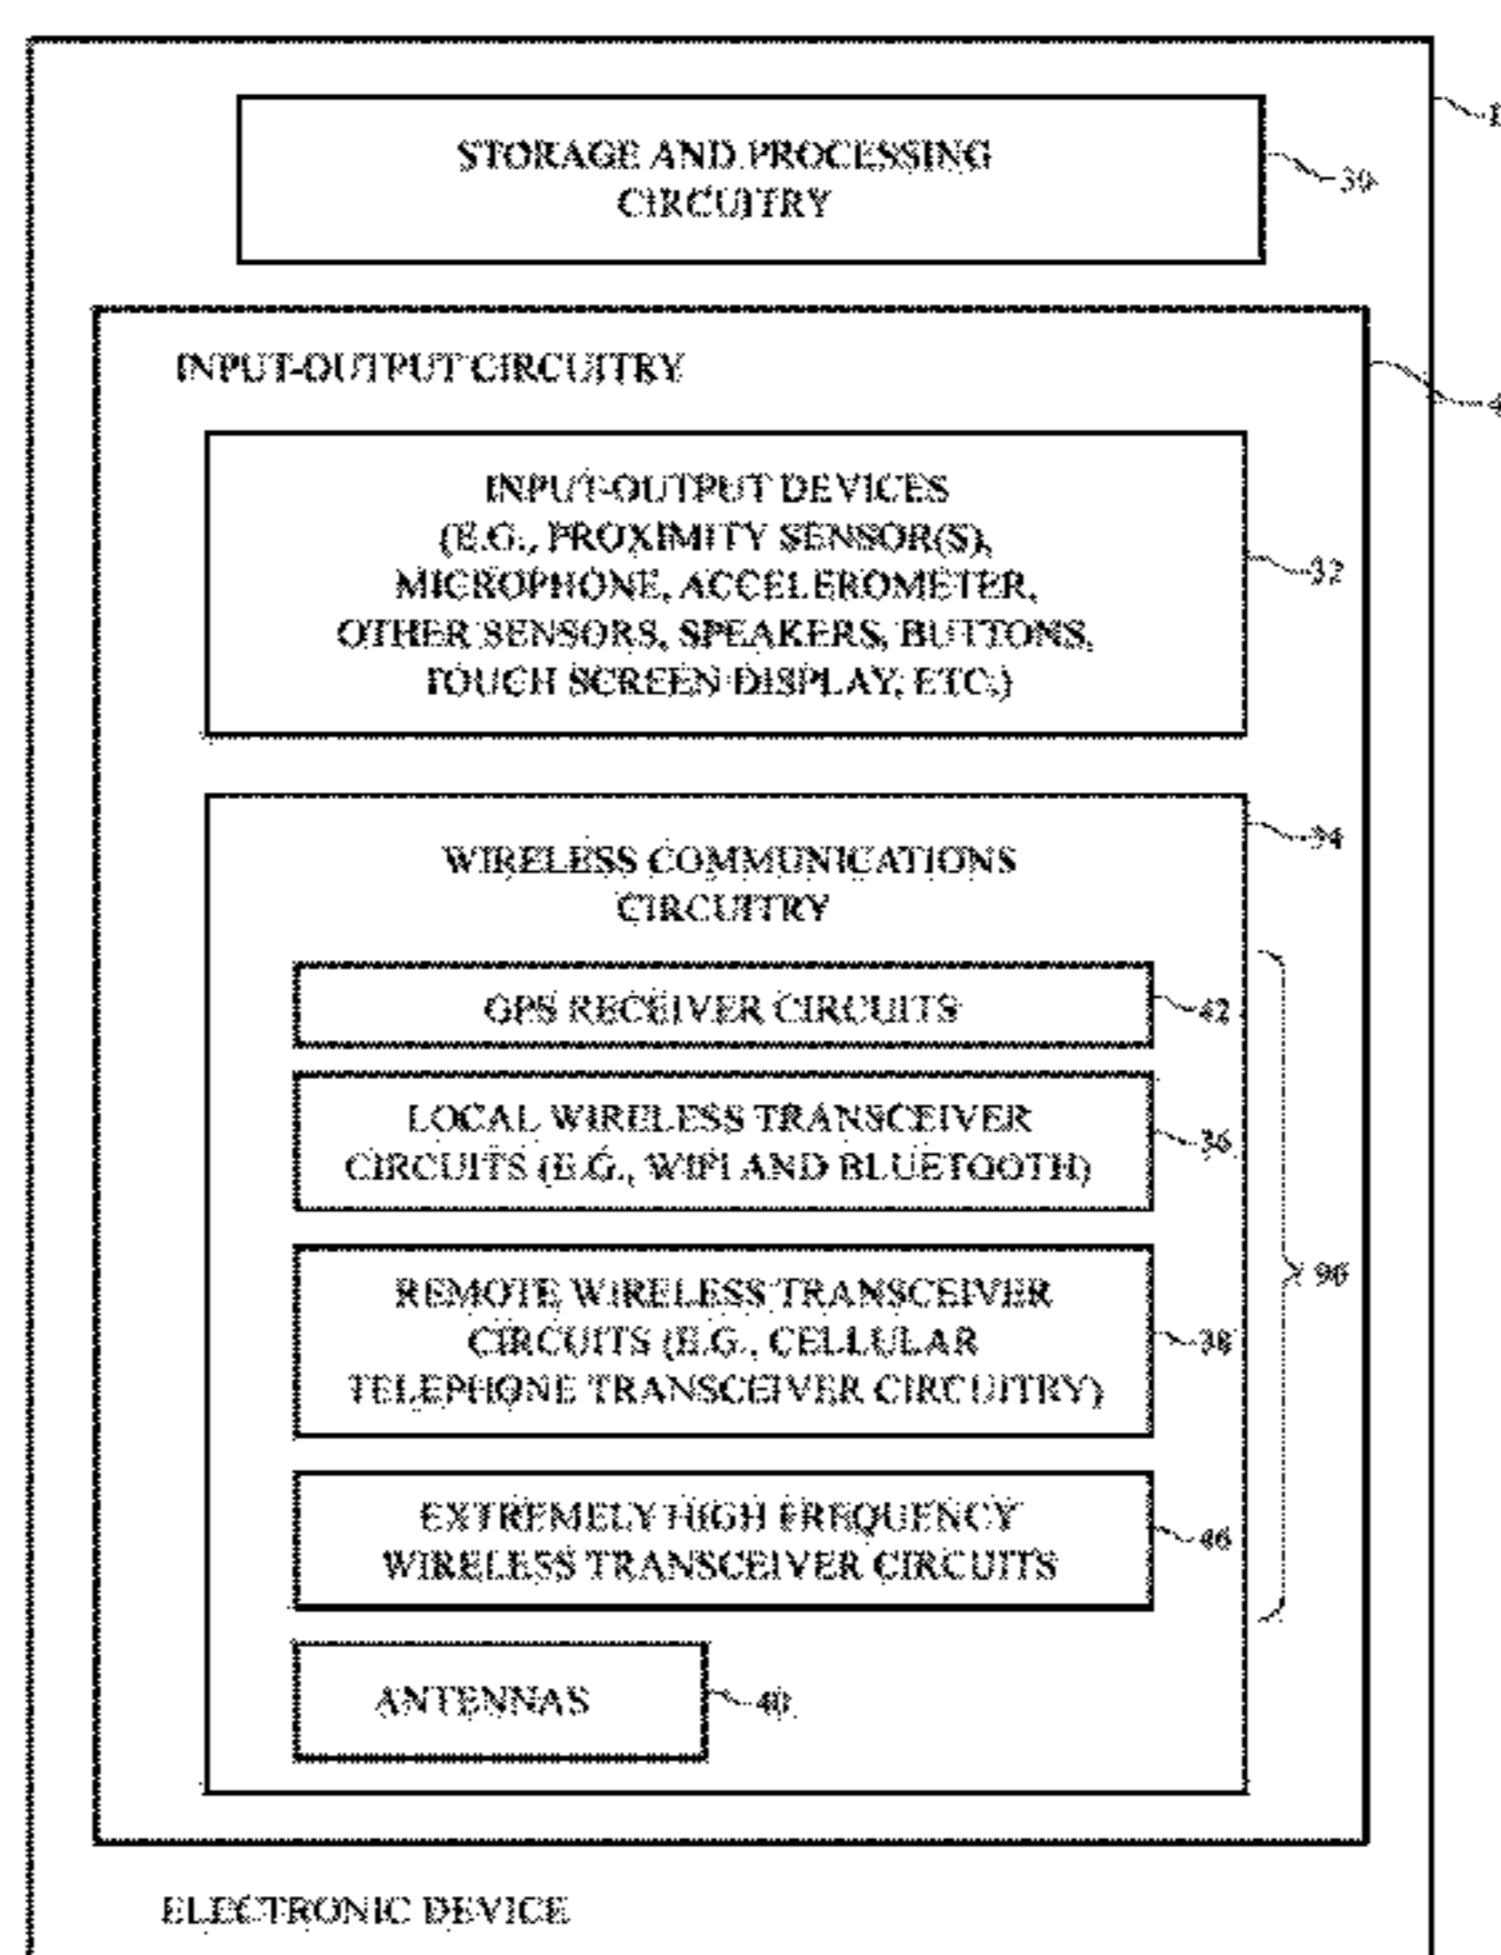 STORAGE AND PROCESSING
CIRCUITRY
30
INPUT-OUTPUT CIRCUITRY
INPUT-OUTPUT DEVICES
(E.G., PROXIMITY SENSOR(S),
MICROPHONE, ACCELEROMETER,
OTHER SENSORS, SPEAKERS, BUTTONS,
TOUCH SCREEN DISPLAY, ETC.)
32
WIRELESS COMMUNICATIONS
CIRCUITRY
34
GPS RECEIVER CIRCUITS
42
LOCAL WIRELESS TRANSCEIVER
CIRCUITS (E.G., WIFI AND BLUETOOTH)
36
REMOTE WIRELESS TRANSCEIVER
CIRCUITS (E.G., CELLULAR
TELEPHONE TRANSCEIVER CIRCUITRY)
38
90
EXTREMELY HIGH FREQUENCY
WIRELESS TRANSCEIVER CIRCUITS
46
ANTENNAS
40
ELECTRONIC DEVICE